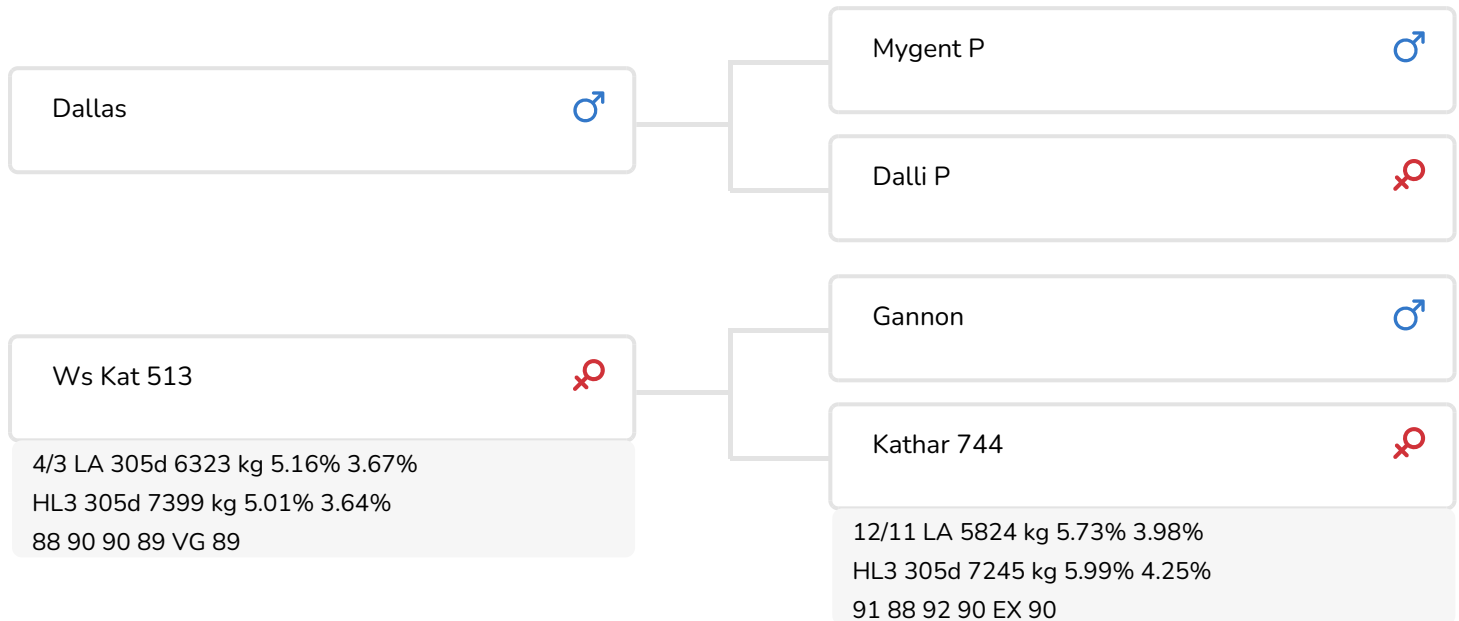 Mygent P
Dallas
Dalli P
Gannon
Ws Kat 513
4/3 LA 305d 6323 kg 5.16% 3.67%
HL3 305d 7399 kg 5.01% 3.64%
88 90 90 89 VG 89
Kathar 744
12/11 LA 5824 kg 5.73% 3.98%
HL3 305d 7245 kg 5.99% 4.25%
91 88 92 90 EX 90